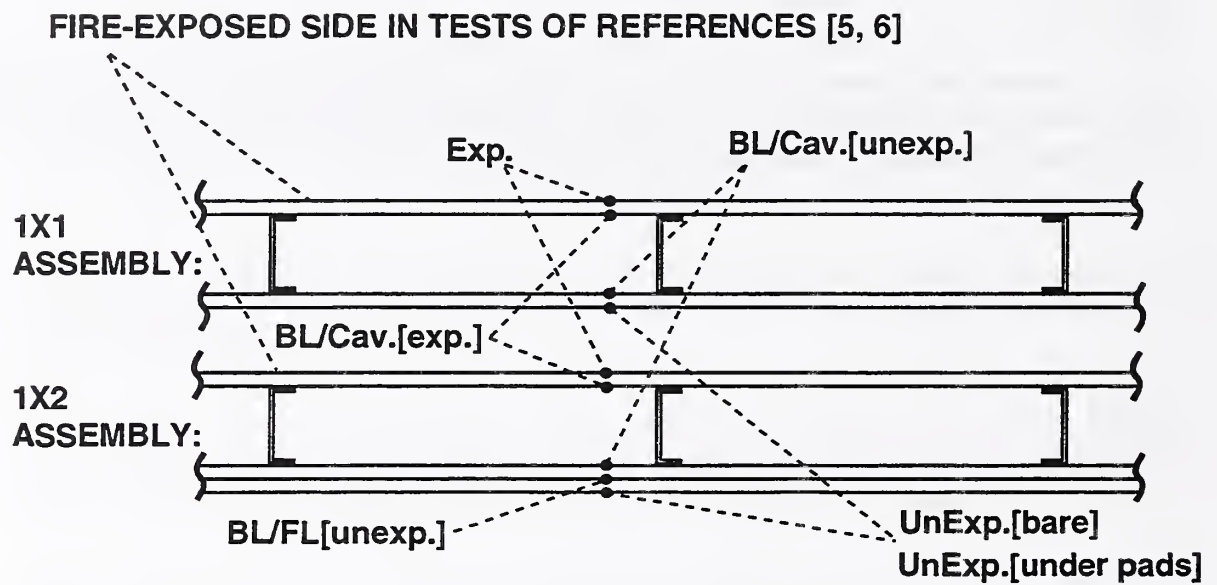 FIRE-EXPOSED SIDE IN TESTS OF REFERENCES [5, 6]
Exp.
BL/Cav.[unexp.]
1X1
ASSEMBLY:
BL/Cav.[exp.]
1X2
ASSEMBLY:
BL/FL[unexp.]
UnExp.[bare]
UnExp.[under pads]